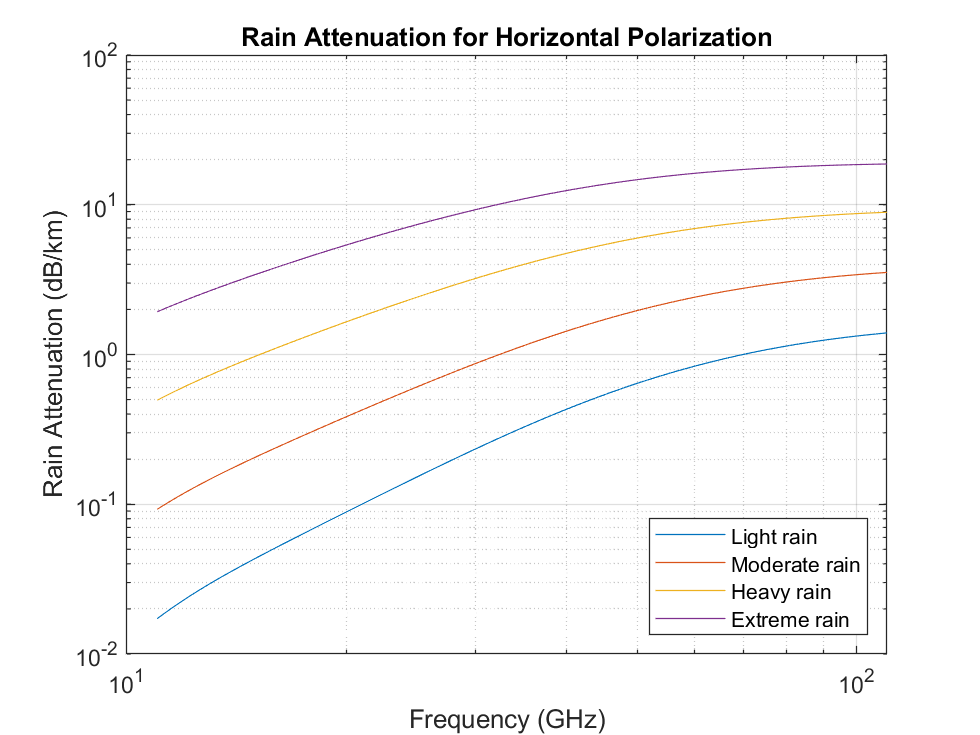 Rain Attenuation for Horizontal Polarization
10^2
10^1
10^0
10^-1
10^-2
Rain Attenuation (dB/km)
Light rain
Moderate rain
Heavy rain
Extreme rain
10^1 10^2
Frequency (GHz)